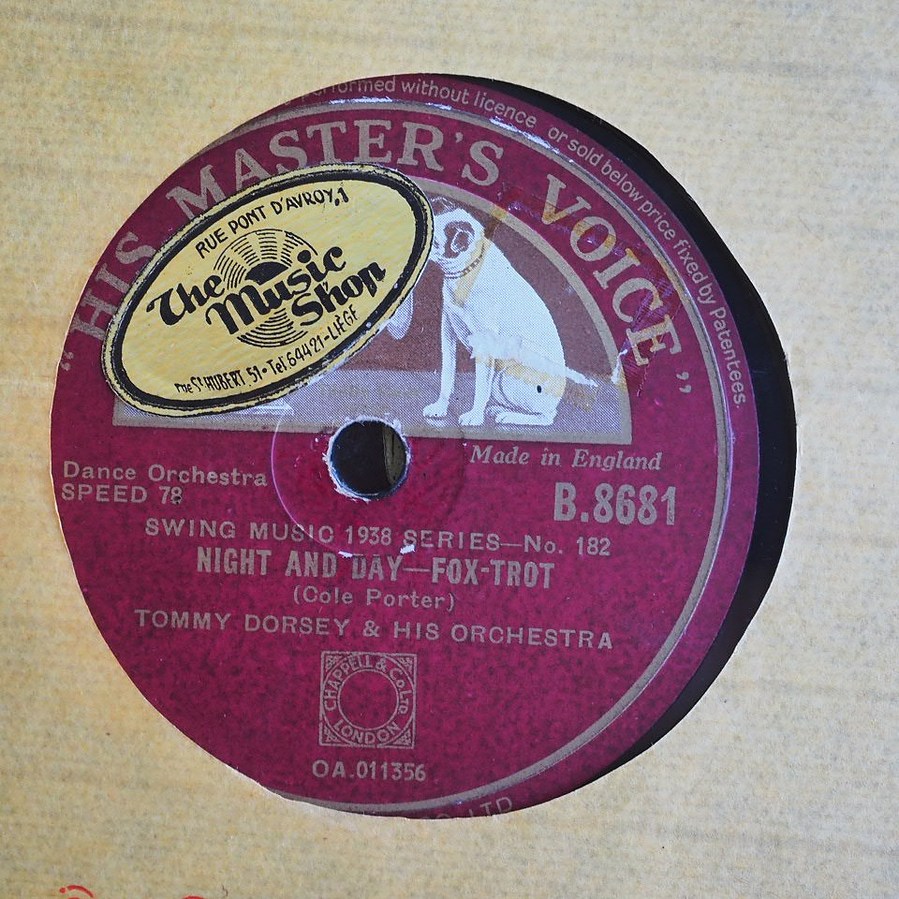 performed without licence or sold below price fixed by Patentees.
"HIS MASTER'S VOICE"
RUE PONT D'AVROY,1
The
Music
Shop
rue St HUBERT 51 • Tel. 64421-LIÉGE
Made in England
Dance Orchestra
SPEED 78
B.8681
SWING MUSIC 1938 SERIES—No. 182
NIGHT AND DAY—FOX-TROT
(Cole Porter)
TOMMY DORSEY & HIS ORCHESTRA
CHAPPELL & Co. LTD
LONDON
OA.011356
LTD